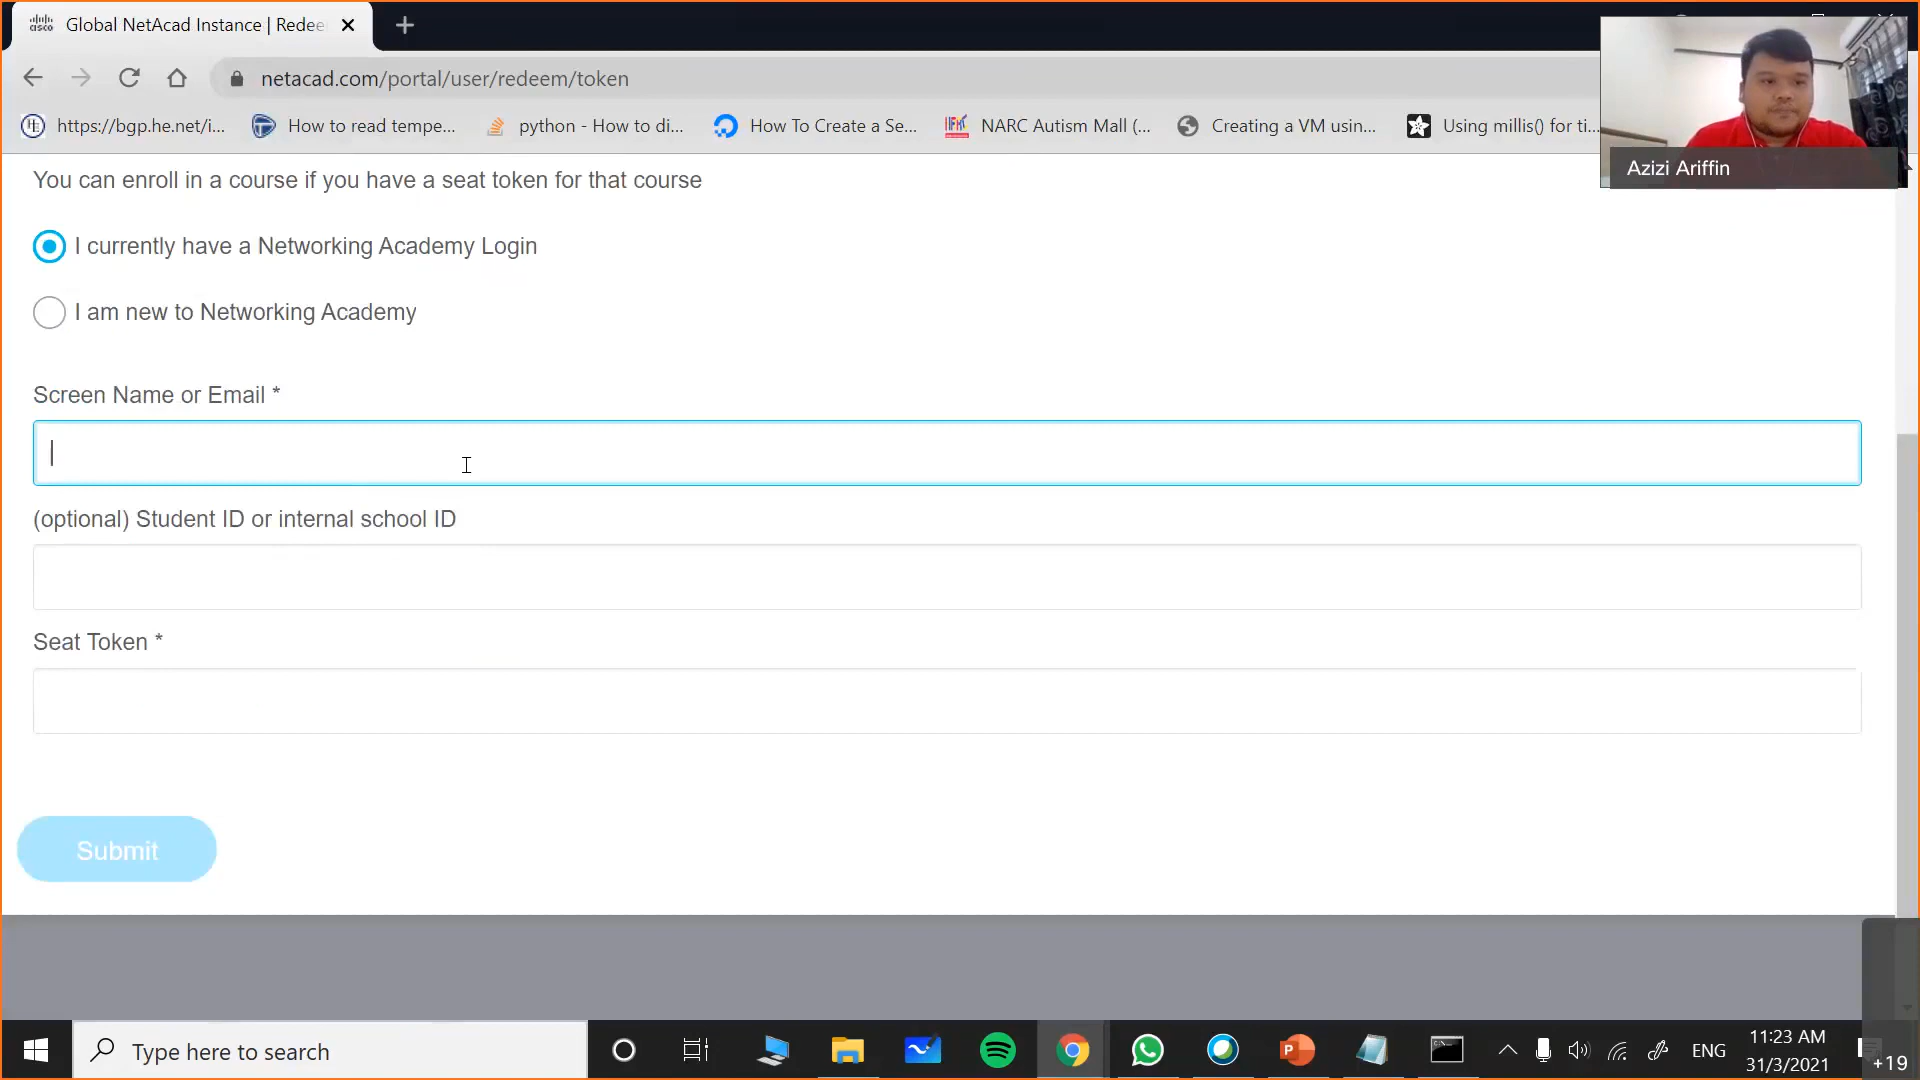 cisco Global NetAcad Instance | Redee
netacad.com/portal/user/redeem/token
HE https://bgp.he.net/i... How to read tempe... python - How to di... How To Create a Se... NARC Autism Mall (... Creating a VM usin... Using millis() for ti...
Azizi Ariffin
You can enroll in a course if you have a seat token for that course
I currently have a Networking Academy Login
I am new to Networking Academy
Screen Name or Email *
(optional) Student ID or internal school ID
Seat Token *
Submit
Type here to search
ENG
11:23 AM
31/3/2021
+19